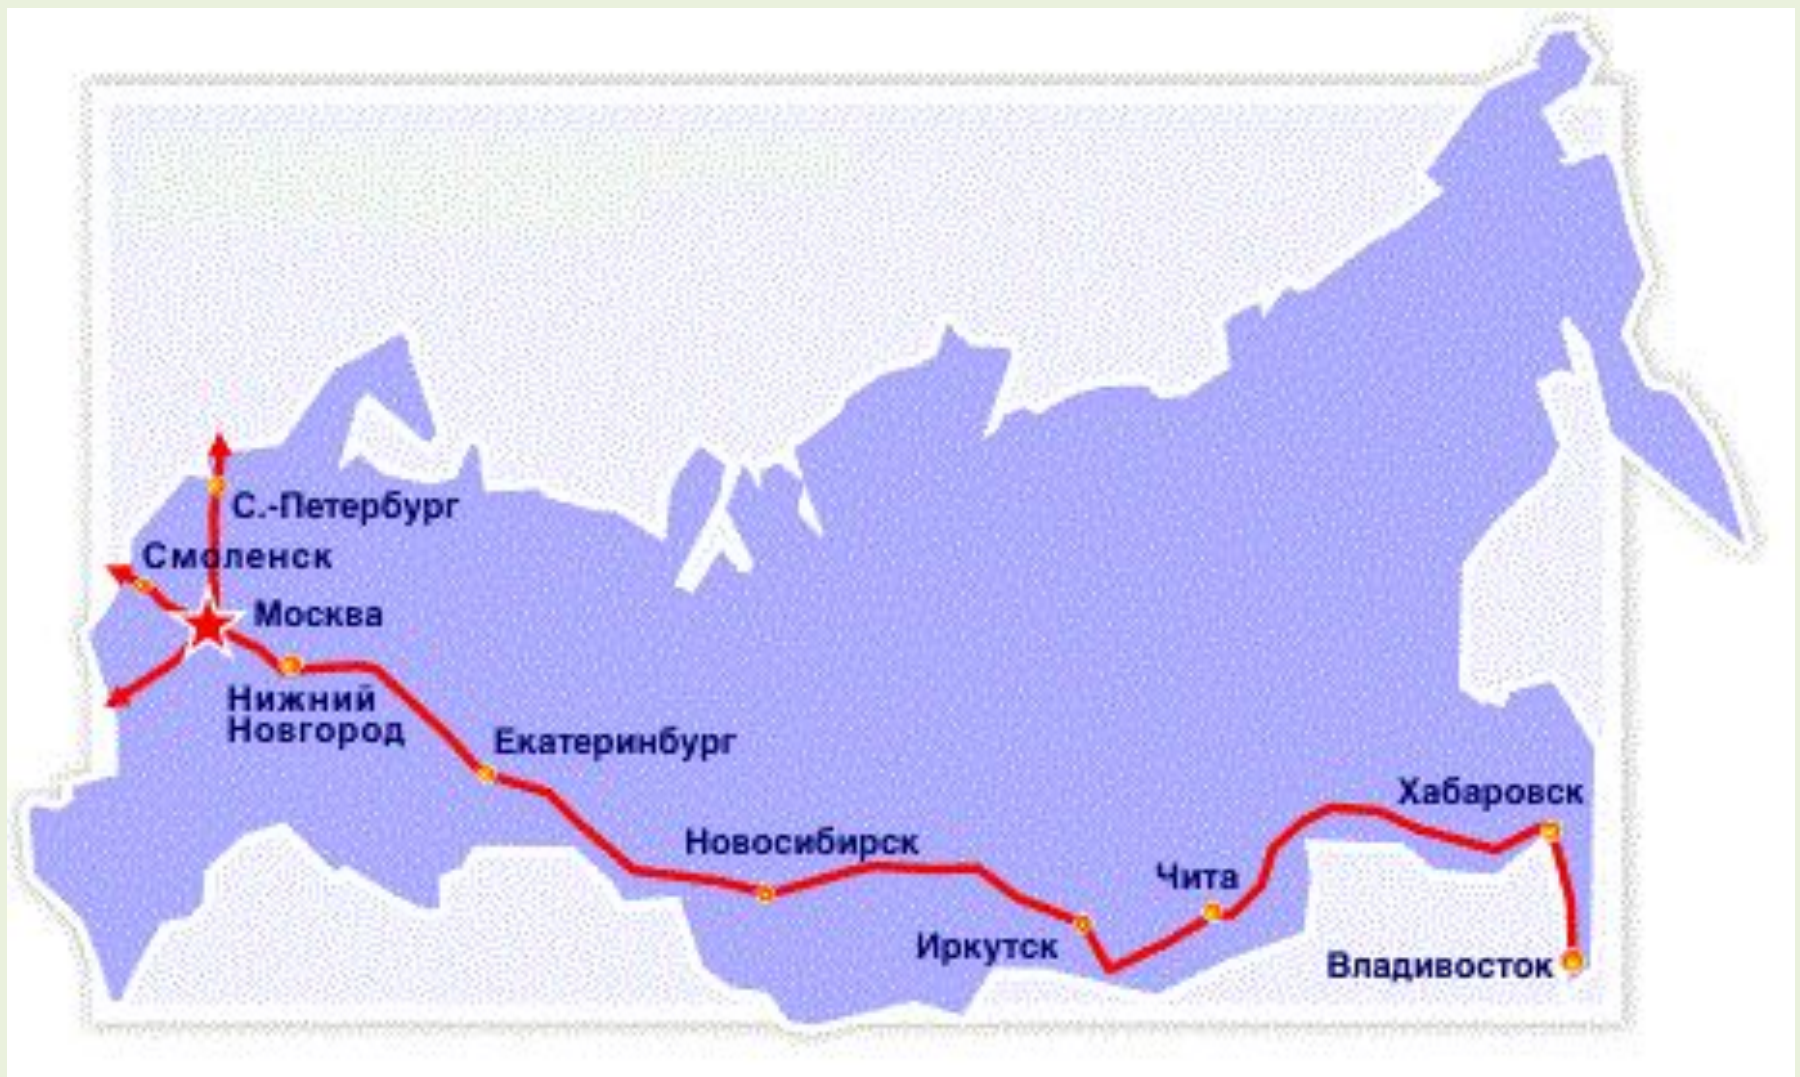 С.-Петербург
Смоленск
Москва
Нижний
Новгород
Екатеринбург
Новосибирск
Иркутск
Чита
Хабаровск
Владивосток